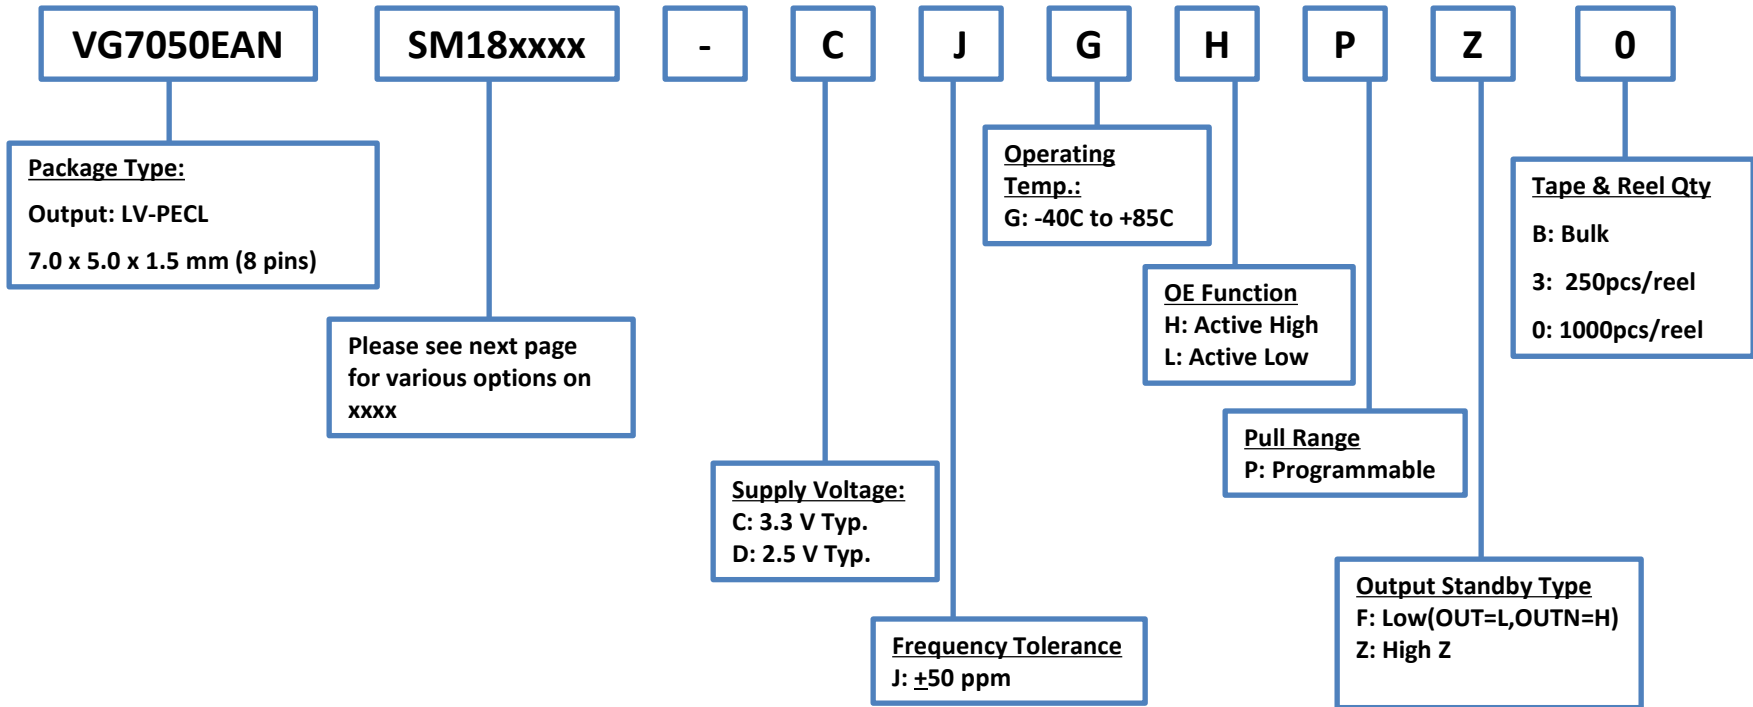 VG7050EAN SM18xxxx - C J G H P Z 0
Package Type:
Output: LV-PECL
7.0 x 5.0 x 1.5 mm (8 pins)
Please see next page
for various options on
xxxx
Supply Voltage:
C: 3.3 V Typ.
D: 2.5 V Typ.
Frequency Tolerance
J: ±50 ppm
Operating
Temp.:
G: -40C to +85C
OE Function
H: Active High
L: Active Low
Pull Range
P: Programmable
Output Standby Type
F: Low(OUT=L,OUTN=H)
Z: High Z
Tape & Reel Qty
B: Bulk
3: 250pcs/reel
0: 1000pcs/reel